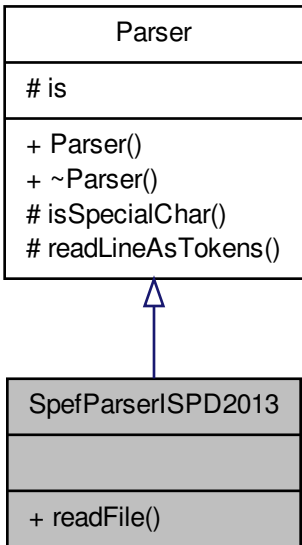 Parser
# is
+ Parser()
+ ~Parser()
# isSpecialChar()
# readLineAsTokens()
SpefParserISPD2013
+ readFile()